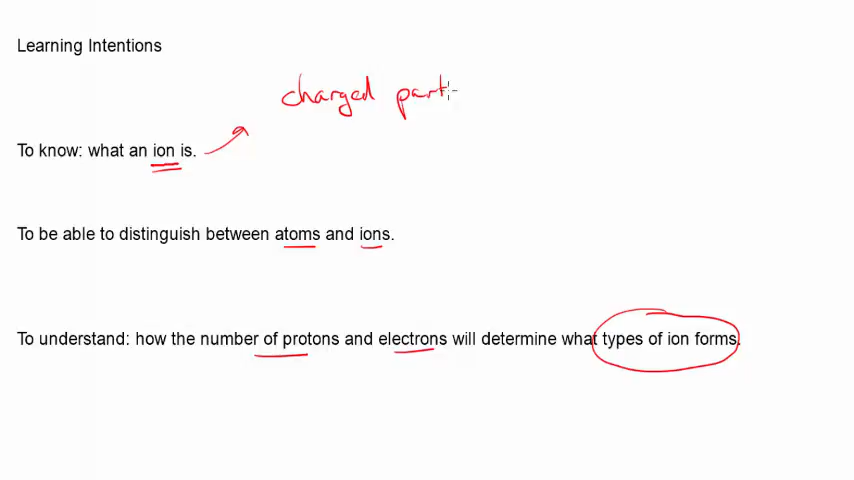 Learning Intentions
charged part
To know: what an ion is.
To be able to distinguish between atoms and ions.
To understand: how the number of protons and electrons will determine what types of ion forms.